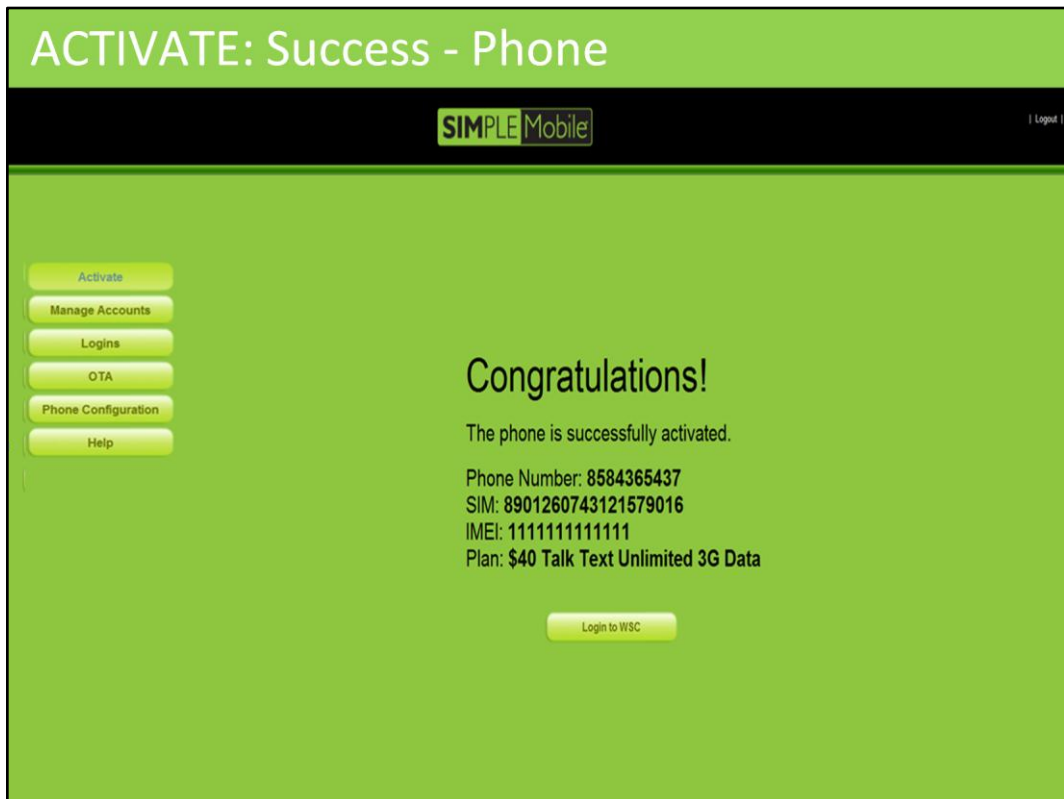 ACTIVATE: Success - Phone
SIMPLE Mobile
| Logout |
Activate
Manage Accounts
Logins
OTA
Phone Configuration
Help
Congratulations!
The phone is successfully activated.
Phone Number: 8584365437
SIM: 8901260743121579016
IMEI: 1111111111111
Plan: $40 Talk Text Unlimited 3G Data
Login to WSC